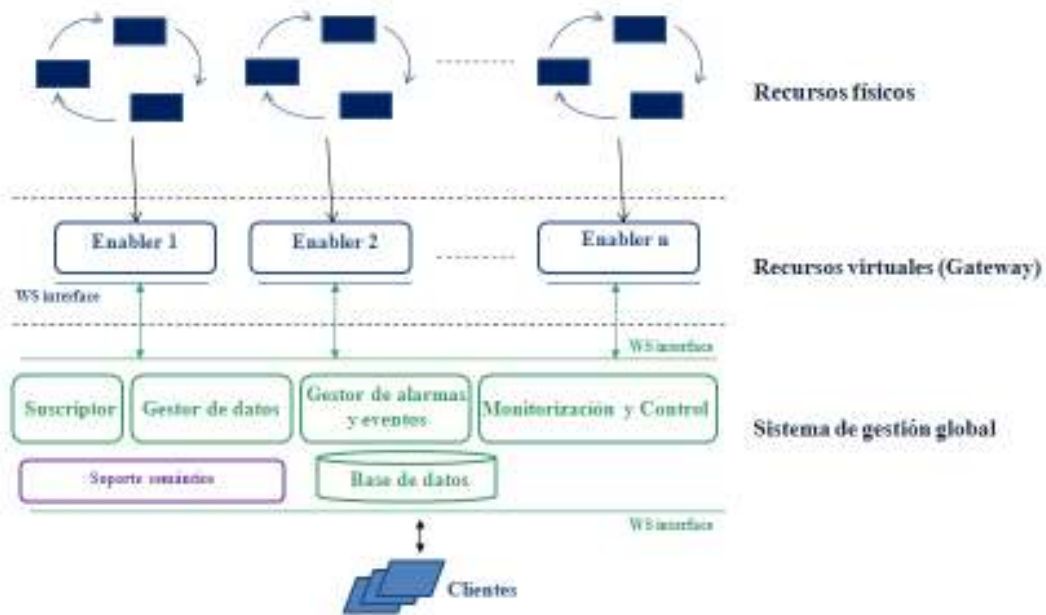 Recursos físicos
Enabler 1
Enabler 2
Enabler n
Recursos virtuales (Gateway)
WS interface
WS interface
Suscriptor
Gestor de datos
Gestor de alarmas
y eventos
Monitorización y Control
Sistema de gestión global
Soporte semántico
Base de datos
WS interface
Clientes